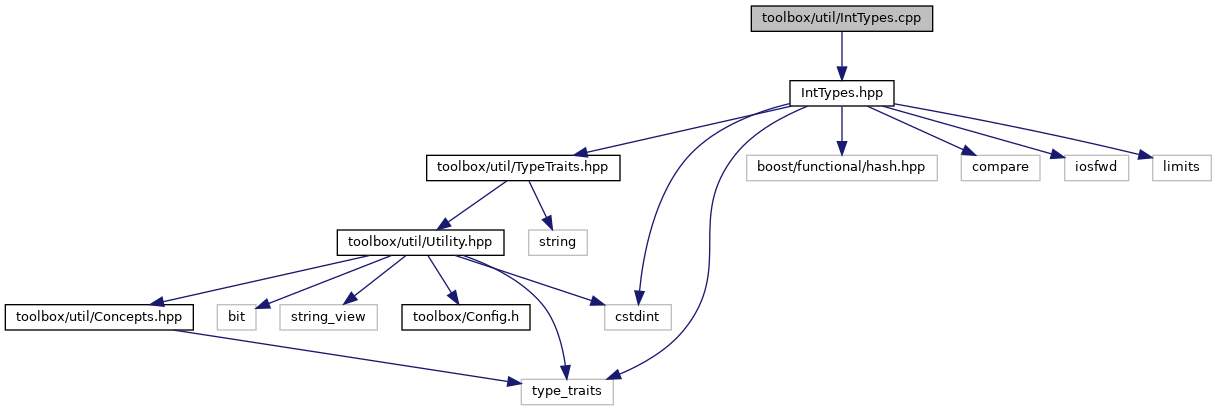 toolbox/util/IntTypes.cpp
IntTypes.hpp
toolbox/util/TypeTraits.hpp
boost/functional/hash.hpp
compare
iosfwd
limits
toolbox/util/Utility.hpp
string
toolbox/util/Concepts.hpp
bit
string_view
toolbox/Config.h
cstdint
type_traits